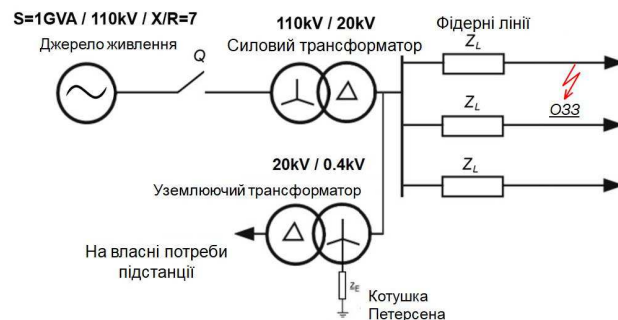 S=1GVA / 110kV / X/R=7
Джерело живлення
Q
110kV / 20kV
Силовий трансформатор
Фідерні лінії
Z_L
ОЗЗ
Z_L
Z_L
20kV / 0.4kV
Уземлюючий трансформатор
На власні потреби
підстанції
Z_E
Котушка
Петерсена